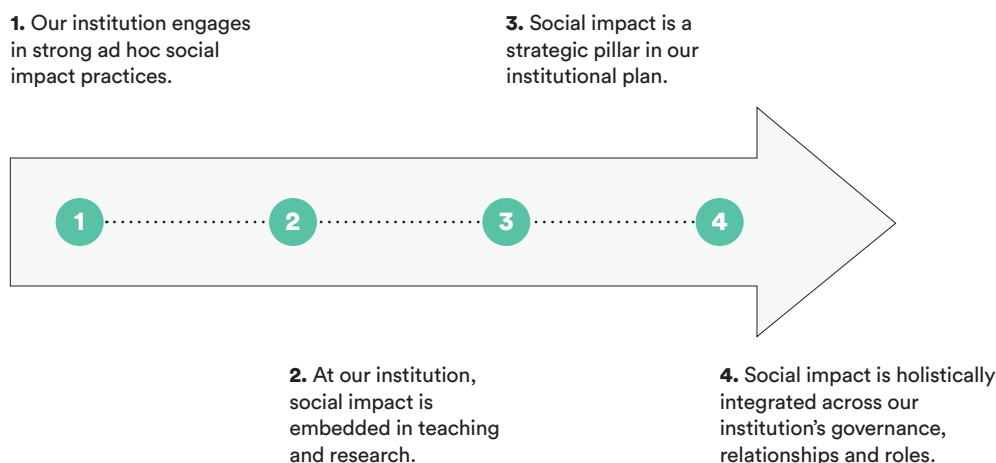 1. Our institution engages
in strong ad hoc social
impact practices.
3. Social impact is a
strategic pillar in our
institutional plan.
1
2
3
4
2. At our institution,
social impact is
embedded in teaching
and research.
4. Social impact is holistically
integrated across our
institution’s governance,
relationships and roles.